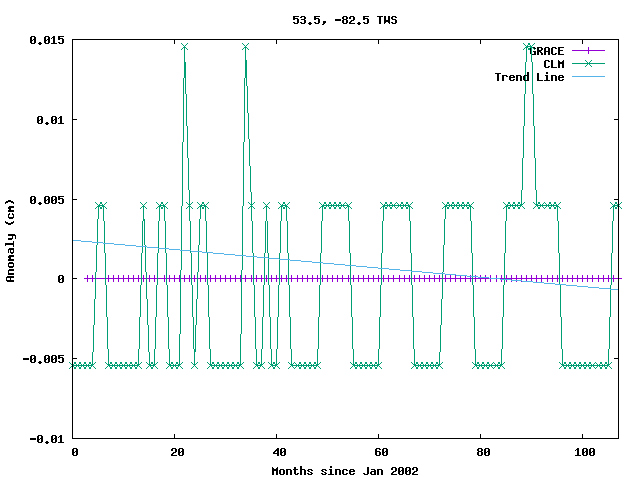 53.5, -82.5 TWS
GRACE
CLM
Trend Line
0.015
0.01
0.005
0
-0.005
-0.01
Anomaly (cm)
0 20 40 60 80 100
Months since Jan 2002